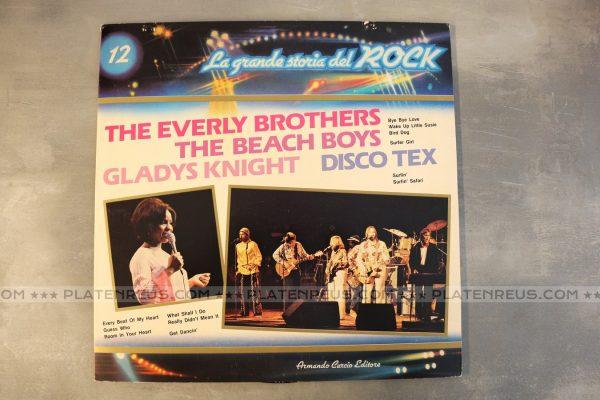 12
La grande storia del ROCK
THE EVERLY BROTHERS
THE BEACH BOYS
GLADYS KNIGHT DISCO TEX
Bye Bye Love
Wake Up Little Susie
Bird Dog
Surfer Girl
Surfin'
Surfin' Safari
.COM *** PLATENREUS.COM *** PLATENREUS.COM *** PLATENREUS.COM
Every Beat Of My Heart
Guess Who
Room In Your Heart
What Shall I Do
Really Didn't Mean It
Get Dancin'
Armando Curcio Editore